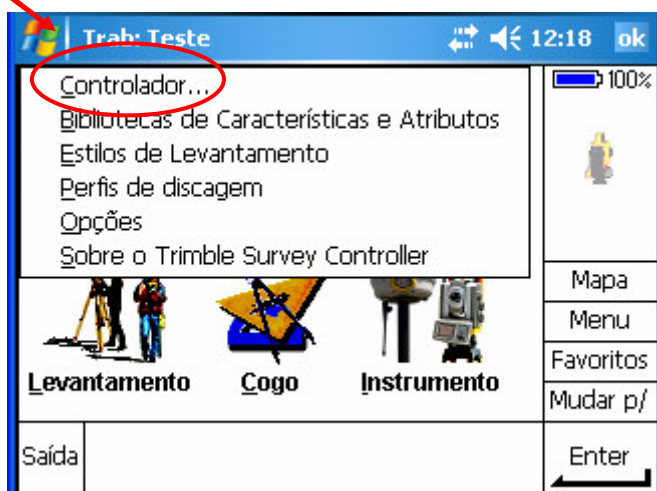 Trab: Teste 12:18 ok
Controlador...
100%
Bibliotecas de Características e Atributos
Estilos de Levantamento
Perfis de discagem
Opções
Sobre o Trimble Survey Controller
Mapa
Menu
Favoritos
Mudar p/
Levantamento Cogo Instrumento
Saída
Enter